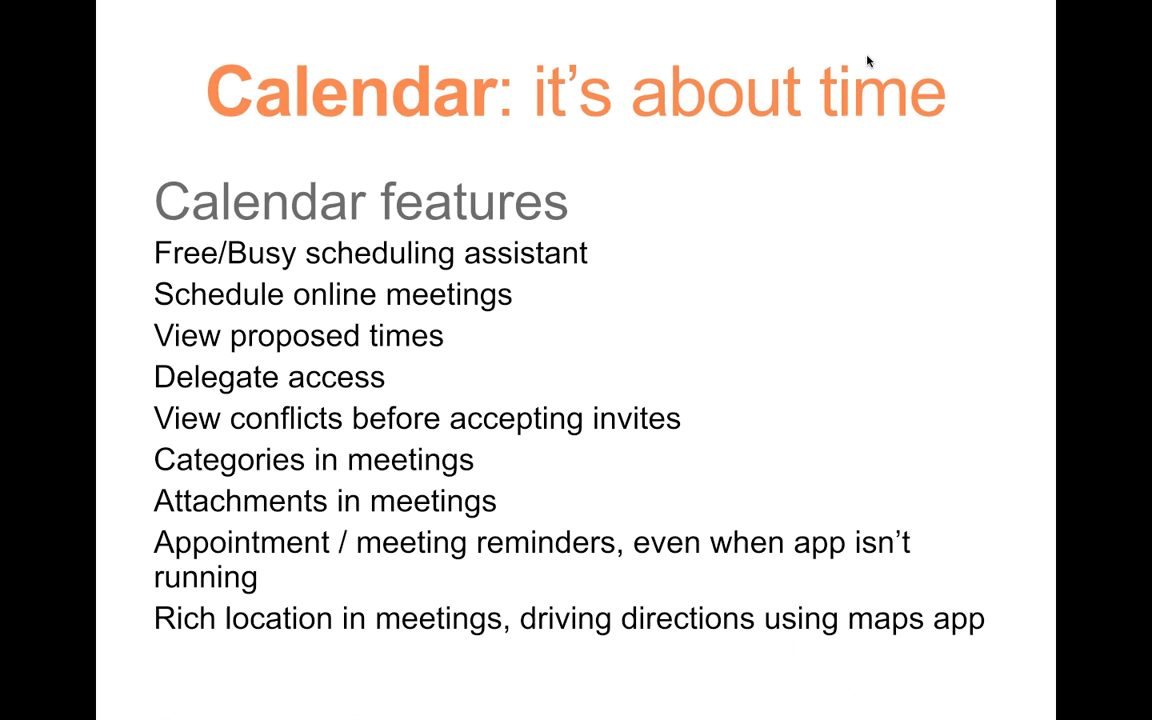 Calendar: it’s about time
Calendar features
Free/Busy scheduling assistant
Schedule online meetings
View proposed times
Delegate access
View conflicts before accepting invites
Categories in meetings
Attachments in meetings
Appointment / meeting reminders, even when app isn’t
running
Rich location in meetings, driving directions using maps app